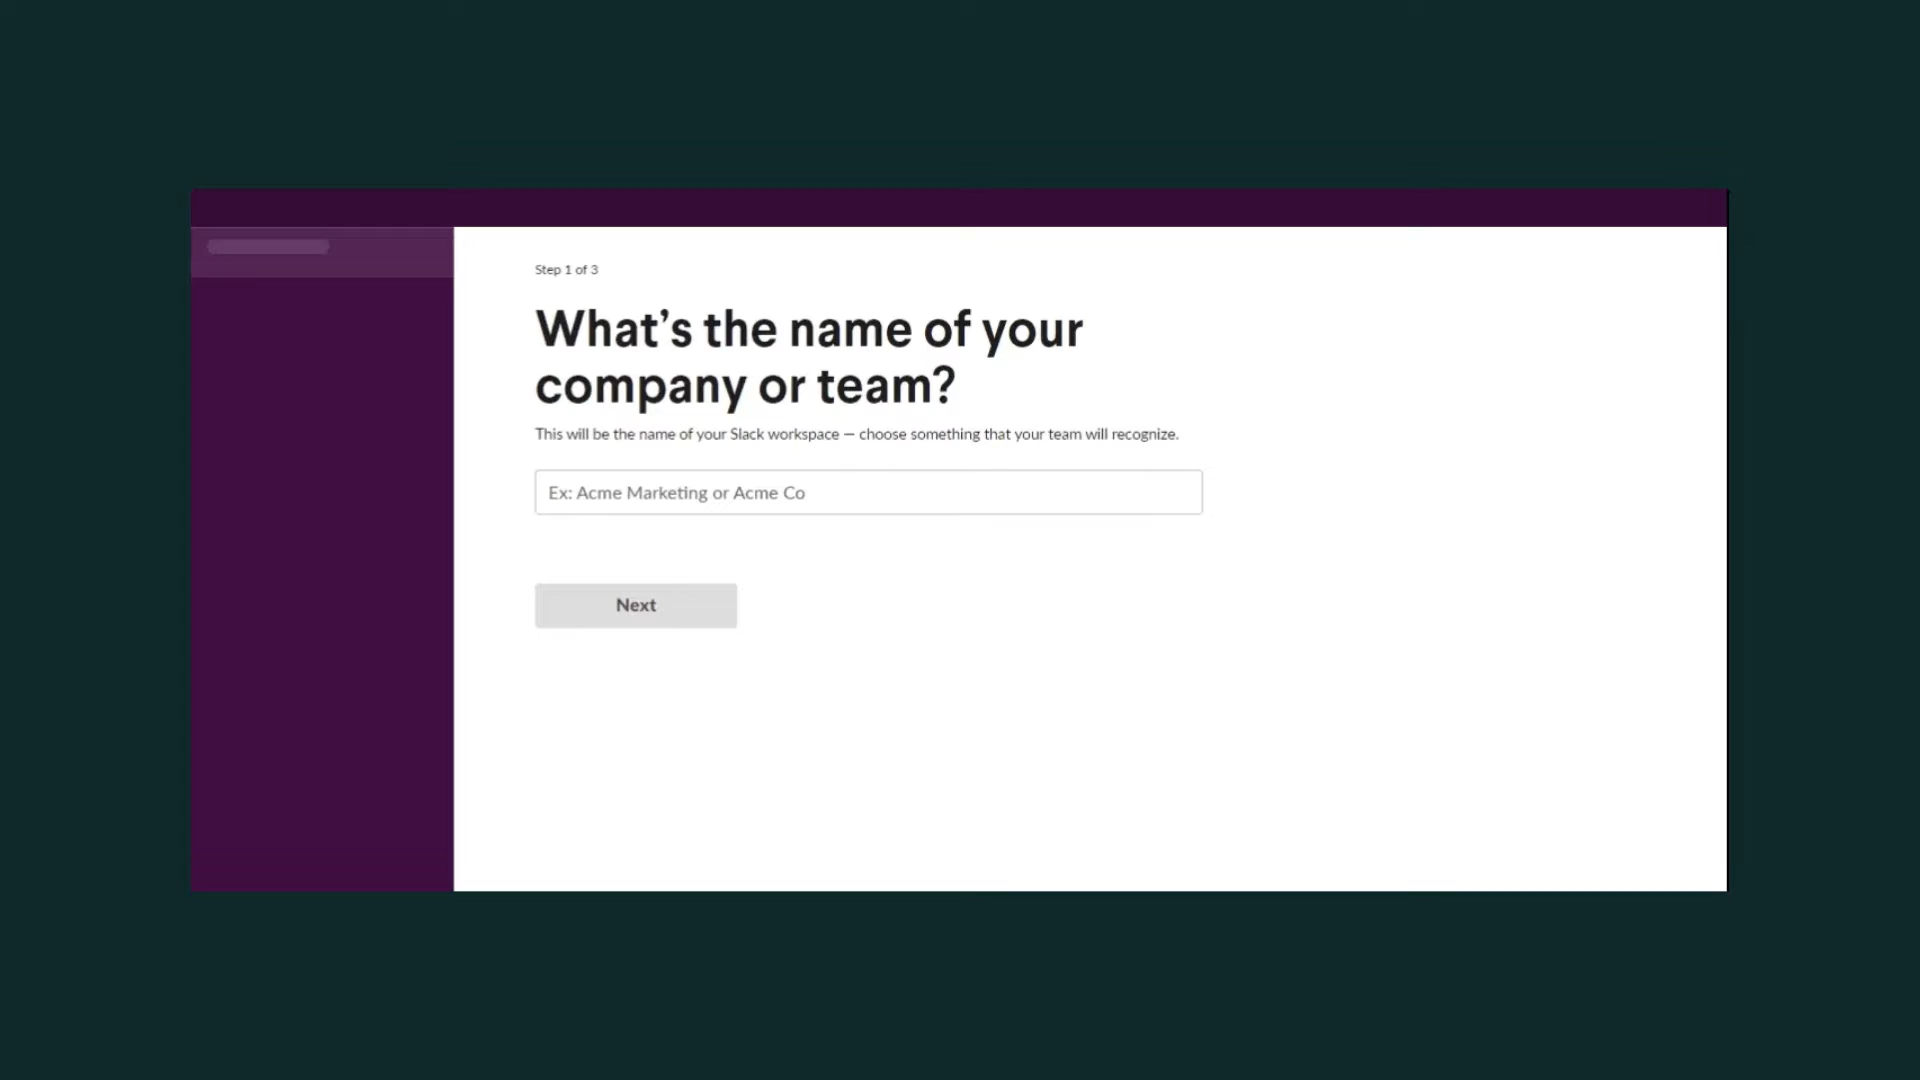 Step 1 of 3
What’s the name of your
company or team?
This will be the name of your Slack workspace — choose something that your team will recognize.
Ex: Acme Marketing or Acme Co
Next